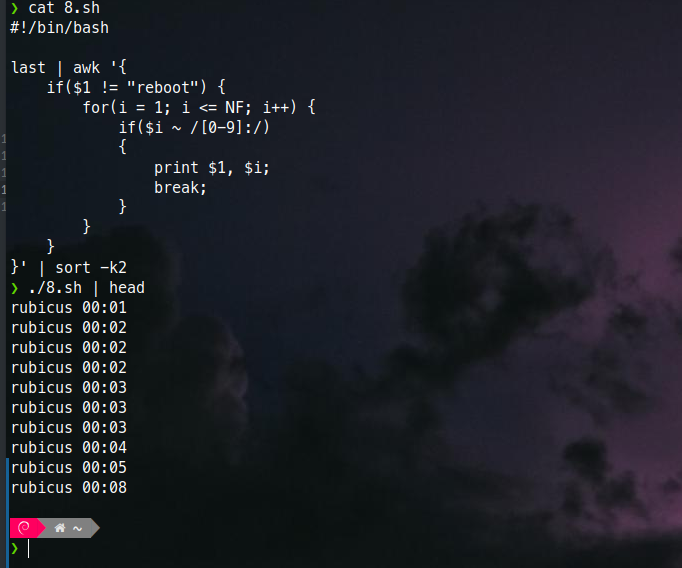 ❯ cat 8.sh
#!/bin/bash

last | awk '{
    if($1 != "reboot") {
        for(i = 1; i <= NF; i++) {
            if($i ~ /[0-9]:/)
            {
                print $1, $i;
                break;
            }
        }
    }
}' | sort -k2
❯ ./8.sh | head
rubicus 00:01
rubicus 00:02
rubicus 00:02
rubicus 00:02
rubicus 00:03
rubicus 00:03
rubicus 00:03
rubicus 00:04
rubicus 00:05
rubicus 00:08

~
❯